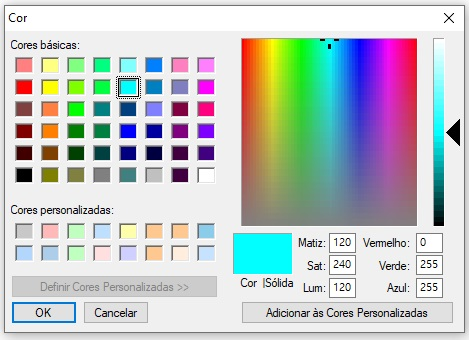 Cor
Cores básicas:
Cores personalizadas:
Definir Cores Personalizadas >>
OK
Cancelar
Cor |Sólida
Matiz: 120
Sat: 240
Lum: 120
Vermelho: 0
Verde: 255
Azul: 255
Adicionar às Cores Personalizadas